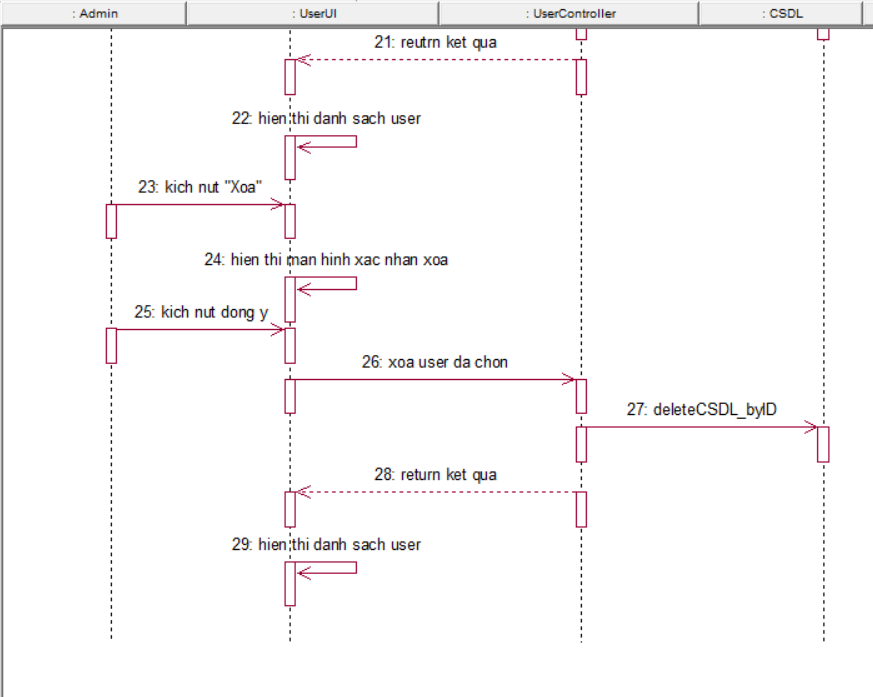 : Admin
: UserUI
: UserController
: CSDL
21: reutrn ket qua
22: hien thi danh sach user
23: kich nut "Xoa"
24: hien thi man hinh xac nhan xoa
25: kich nut dong y
26: xoa user da chon
27: deleteCSDL_byID
28: return ket qua
29: hien thi danh sach user